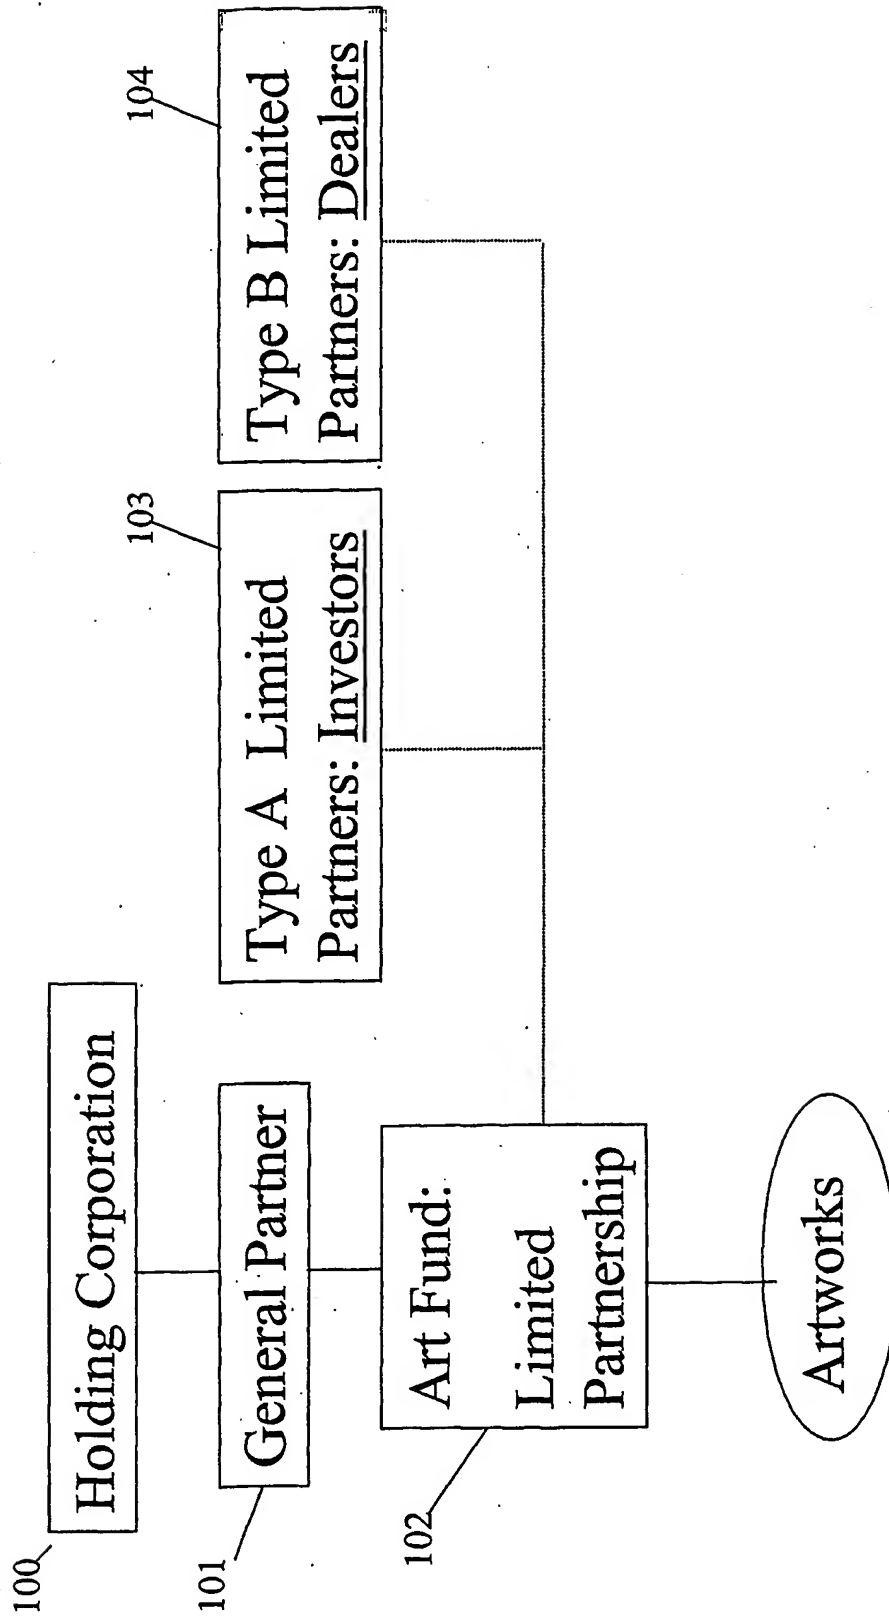 100
Holding Corporation
101
General Partner
103
Type A Limited
Partners: Investors
104
Type B Limited
Partners: Dealers
102
Art Fund:
Limited
Partnership
Artworks